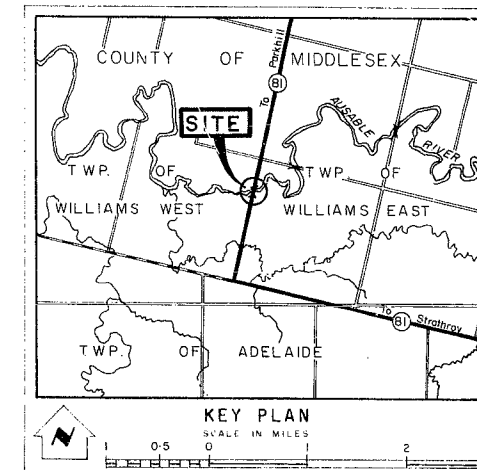 COUNTY OF MIDDLESEX
To Parkhill
81
SITE
AUSABLE RIVER
TWP. OF WILLIAMS WEST
TWP. OF WILLIAMS EAST
To Strathroy
81
TWP. OF ADELAIDE
KEY PLAN
SCALE IN MILES
N
1 0·5 0 1 2